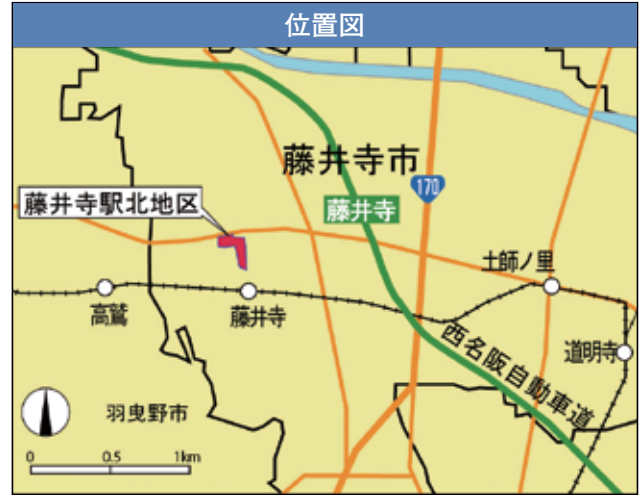 位置図
藤井寺市
170
藤井寺駅北地区
藤井寺
土師ノ里
高鷲
藤井寺
道明寺
西名阪自動車道
羽曳野市
0 0.5 1km